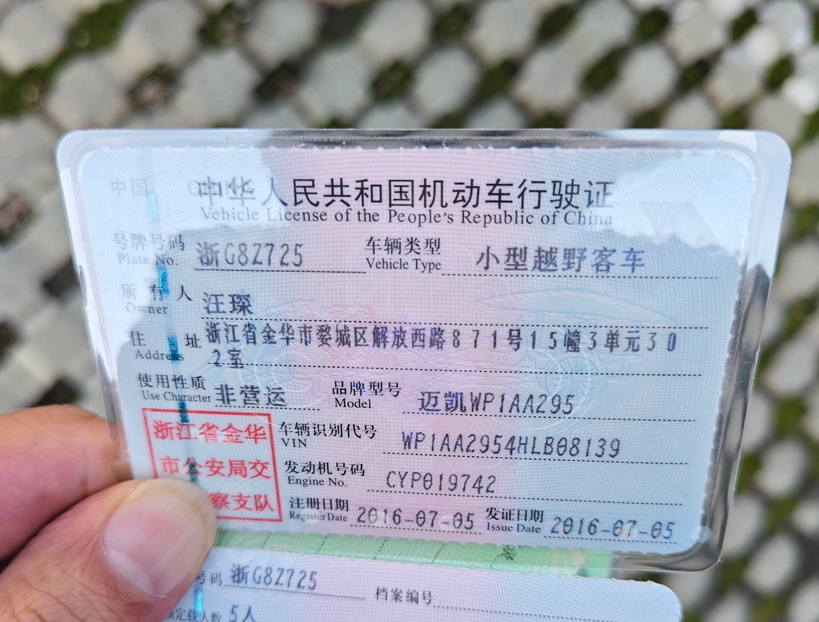 中华人民共和国机动车行驶证
Vehicle License of the People's Republic of China
号牌号码 浙G8Z725 车辆类型 小型越野客车
Plate No. Vehicle Type
所有人 汪琛
Owner
住址 浙江省金华市婺城区解放西路871号15幢3单元30
Address 2室
使用性质 非营运 品牌型号 迈凯WP1AA295
Use Character Model
浙江省金华
市公安局交
察支队
车辆识别代号 WP1AA2954HLB08139
VIN
发动机号码 CYP019742
Engine No.
注册日期 2016-07-05 发证日期 2016-07-05
Register Date Issue Date
号码 浙G8Z725 档案编号
定载人数 5人